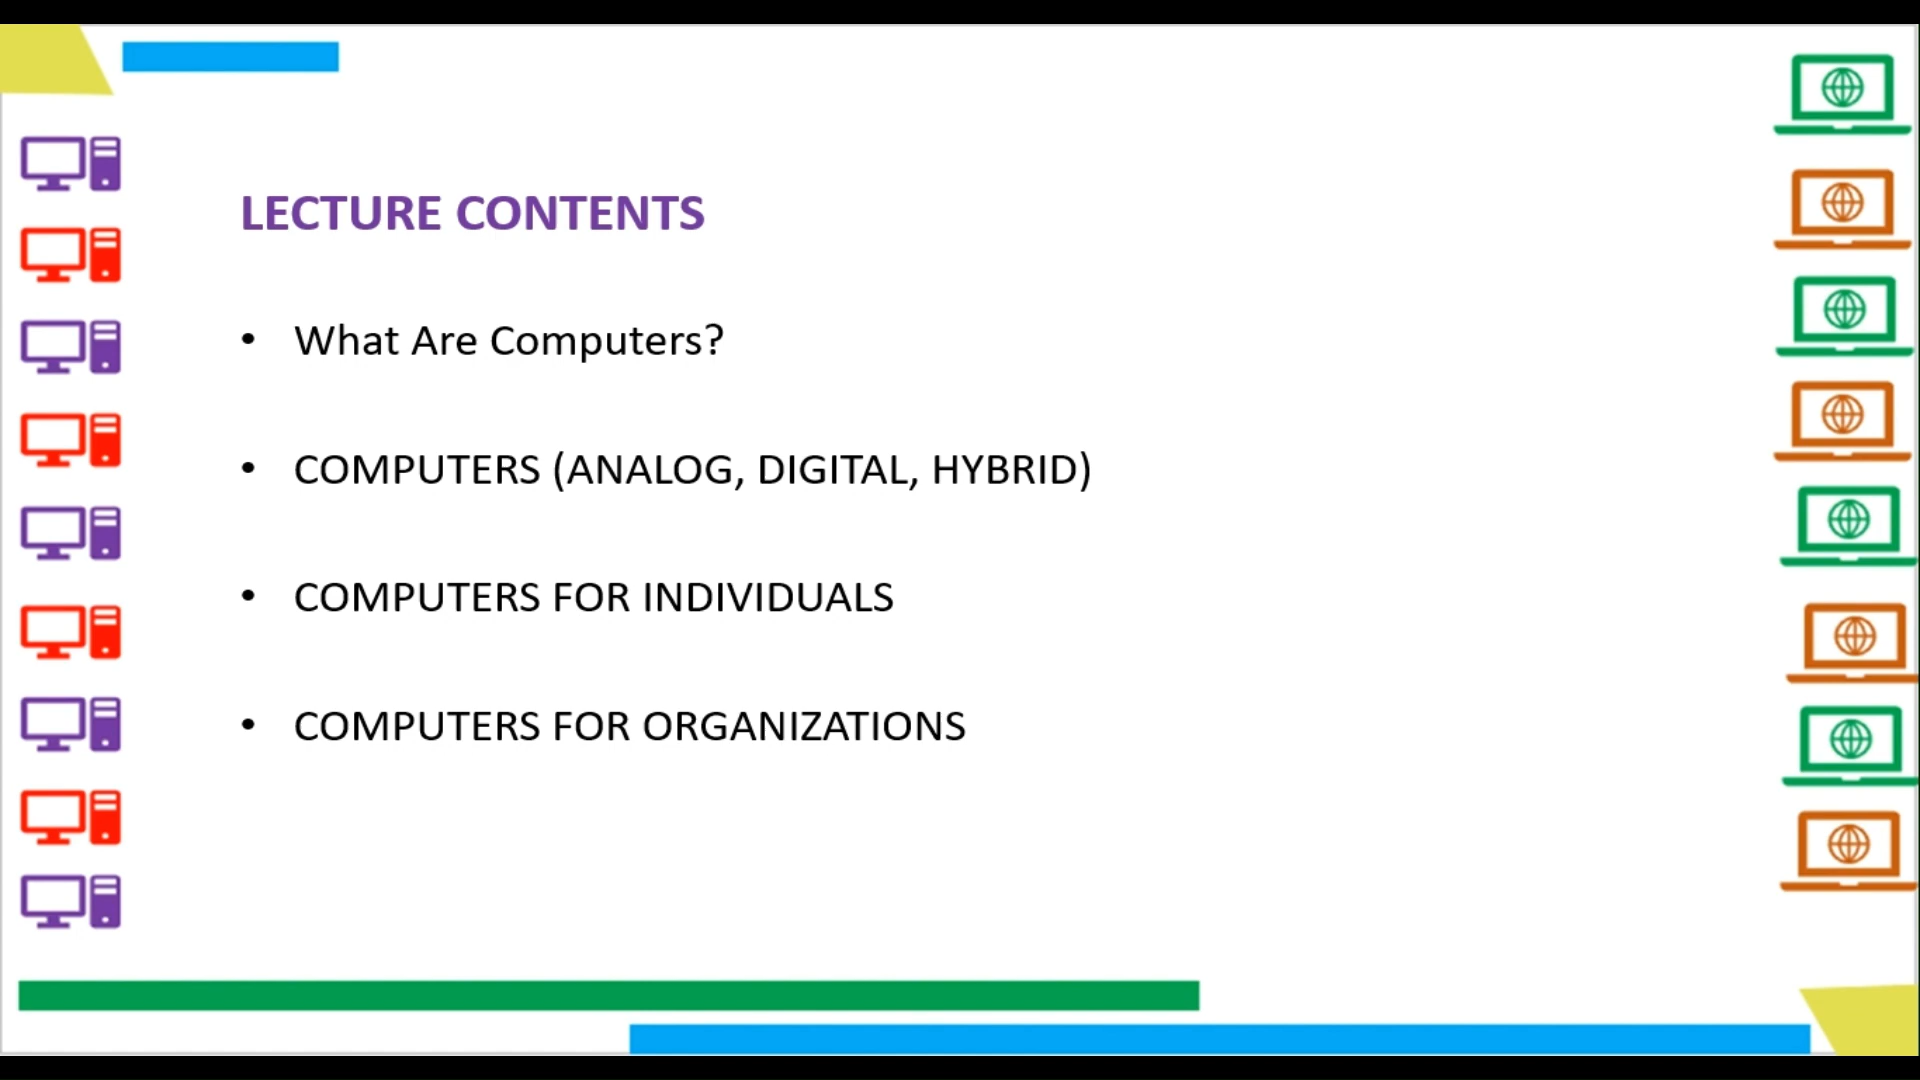 LECTURE CONTENTS
• What Are Computers?
• COMPUTERS (ANALOG, DIGITAL, HYBRID)
• COMPUTERS FOR INDIVIDUALS
• COMPUTERS FOR ORGANIZATIONS